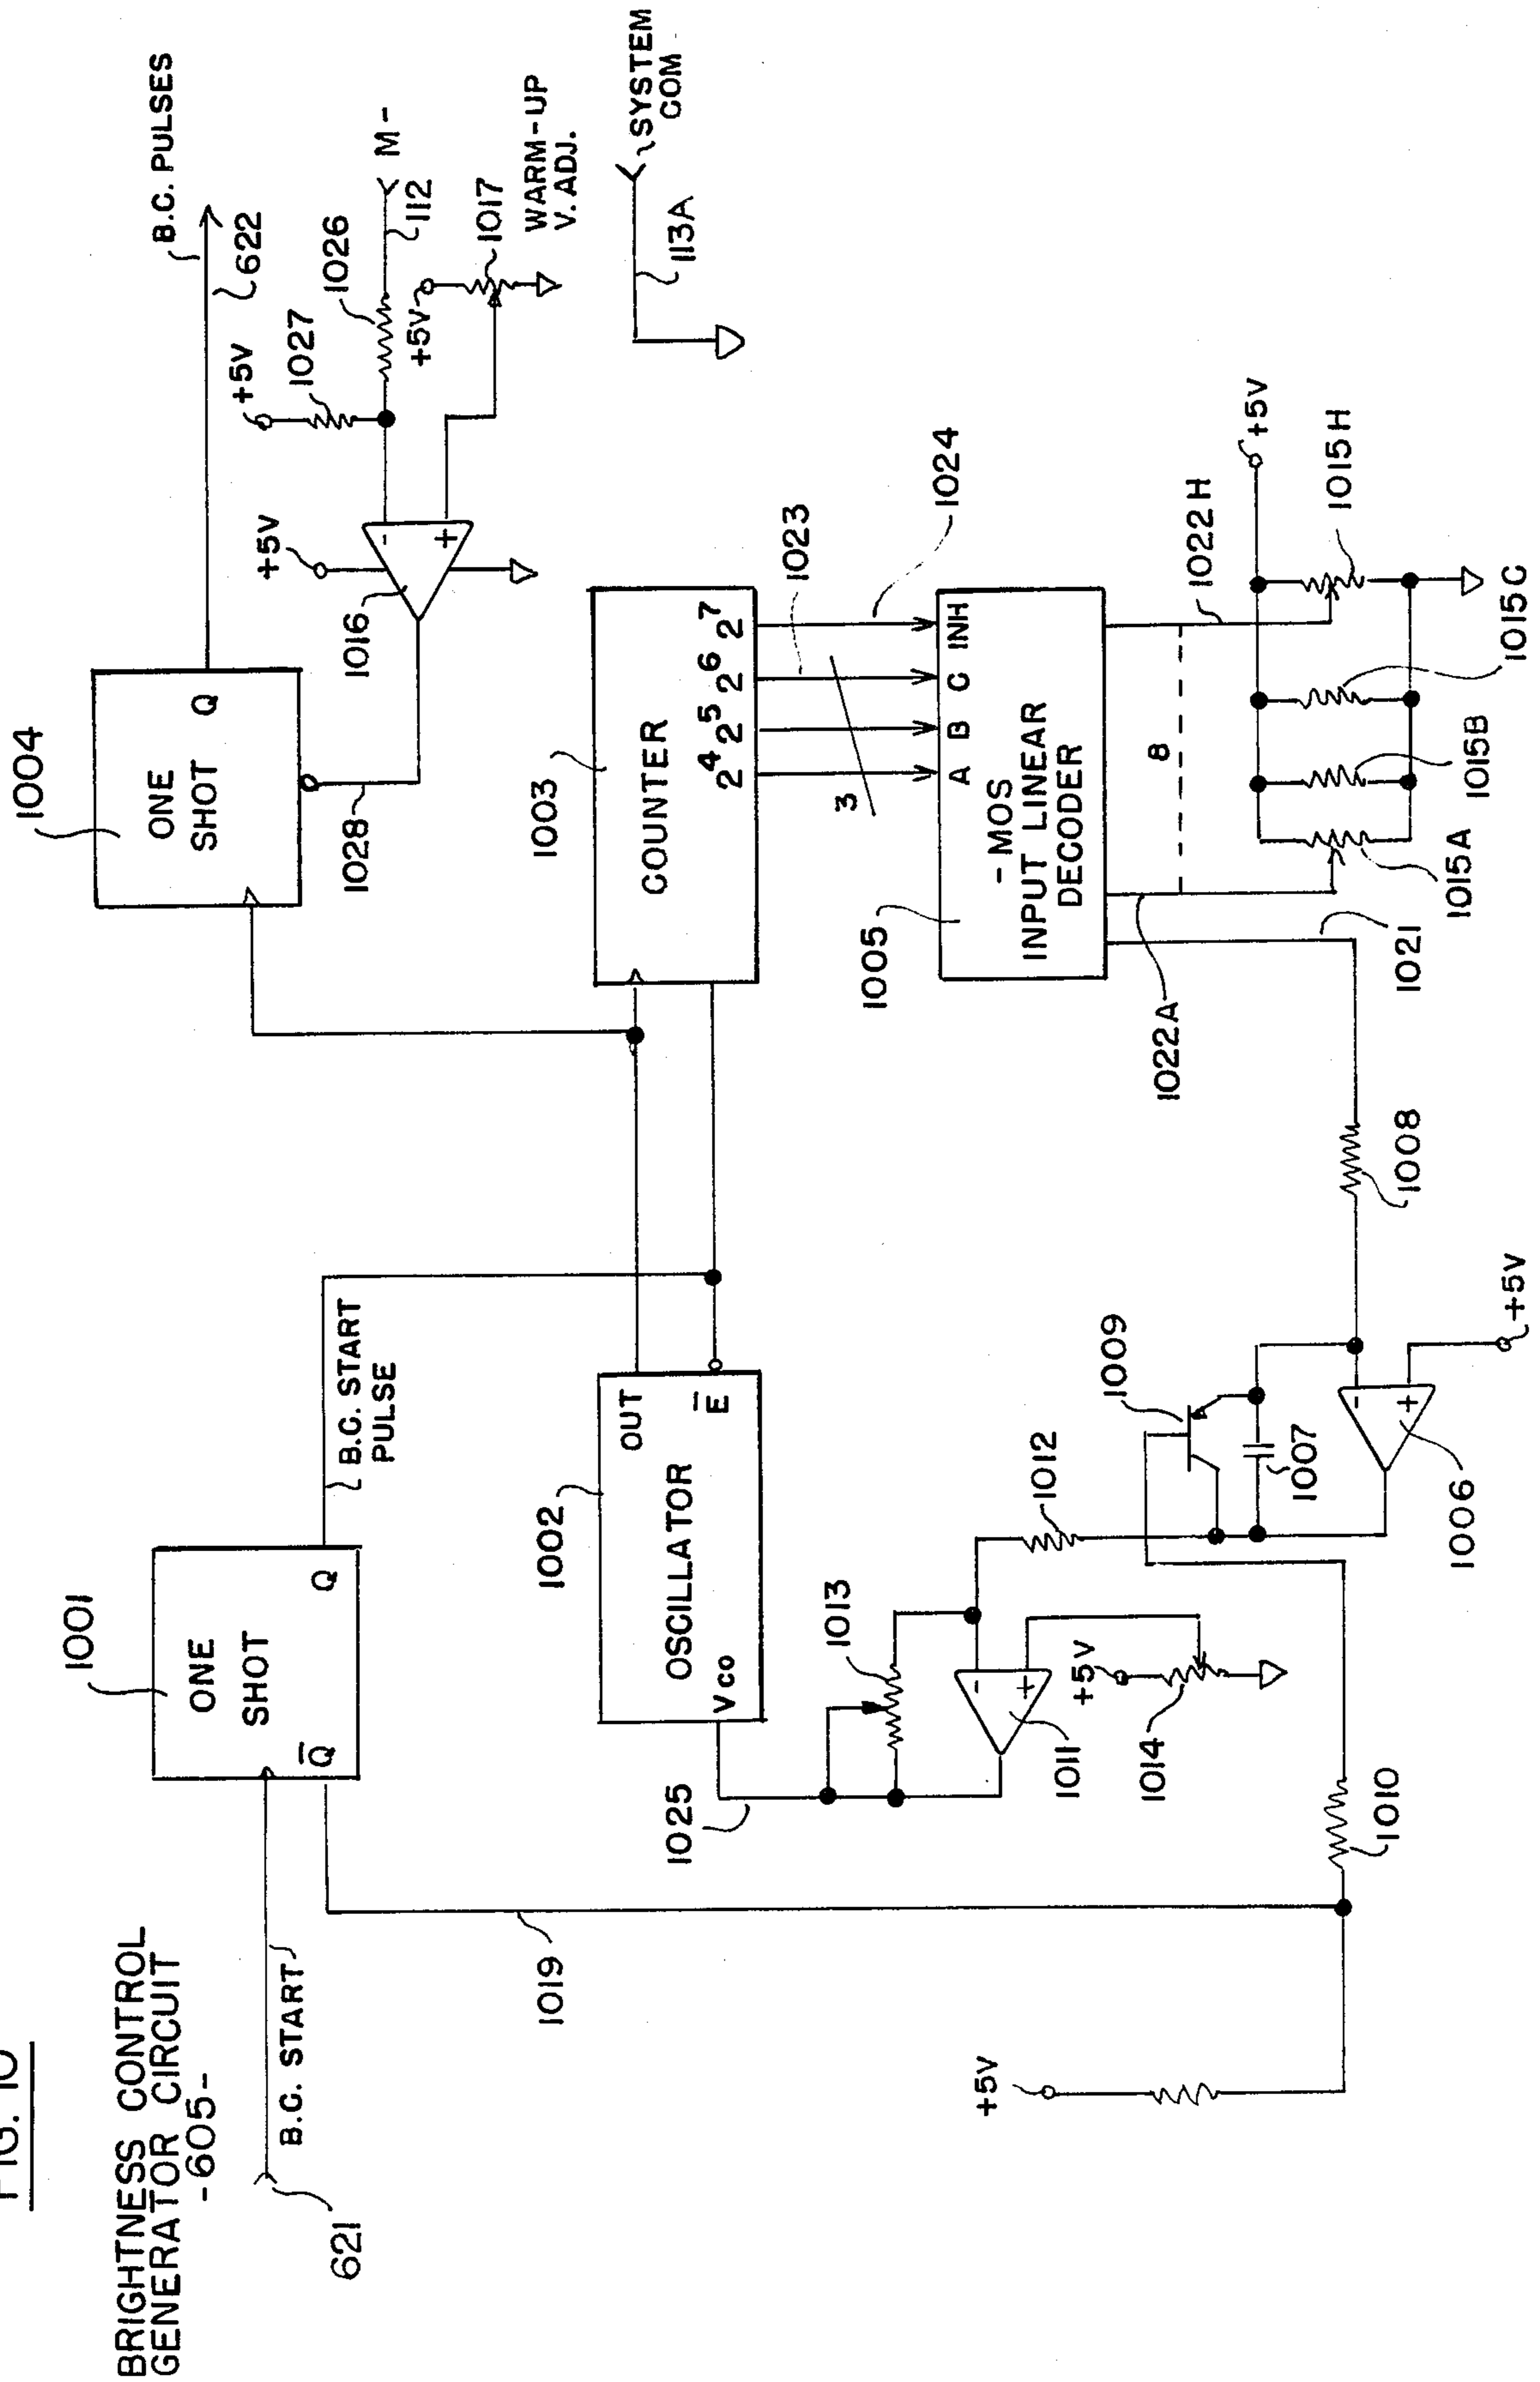 FIG. 10
BRIGHTNESS CONTROL
GENERATOR CIRCUIT
-605-
621
B.C. START
1001
ONE
SHOT
Q̅
Q
B.C. START
PULSE
1019
+5V
1010
1002
OSCILLATOR
OUT
E̅
Vco
1025
1013
1012
1011
1014
+5V
1009
1007
1006
+5V
1008
1004
ONE
SHOT
Q
B.C. PULSES
622
1028
1016
+5V
-
+
+5V
1027
1026
112
M-
+5V
1017
WARM-UP
V. ADJ.
113A
SYSTEM
COM
1003
COUNTER
2⁴ 2⁵ 2⁶ 2⁷
3
1023
1024
A B C INH
1005
-MOS
INPUT LINEAR
DECODER
8
1022A
1022H
1021
+5V
1015A
1015B
1015C
1015H
-
+
-
+